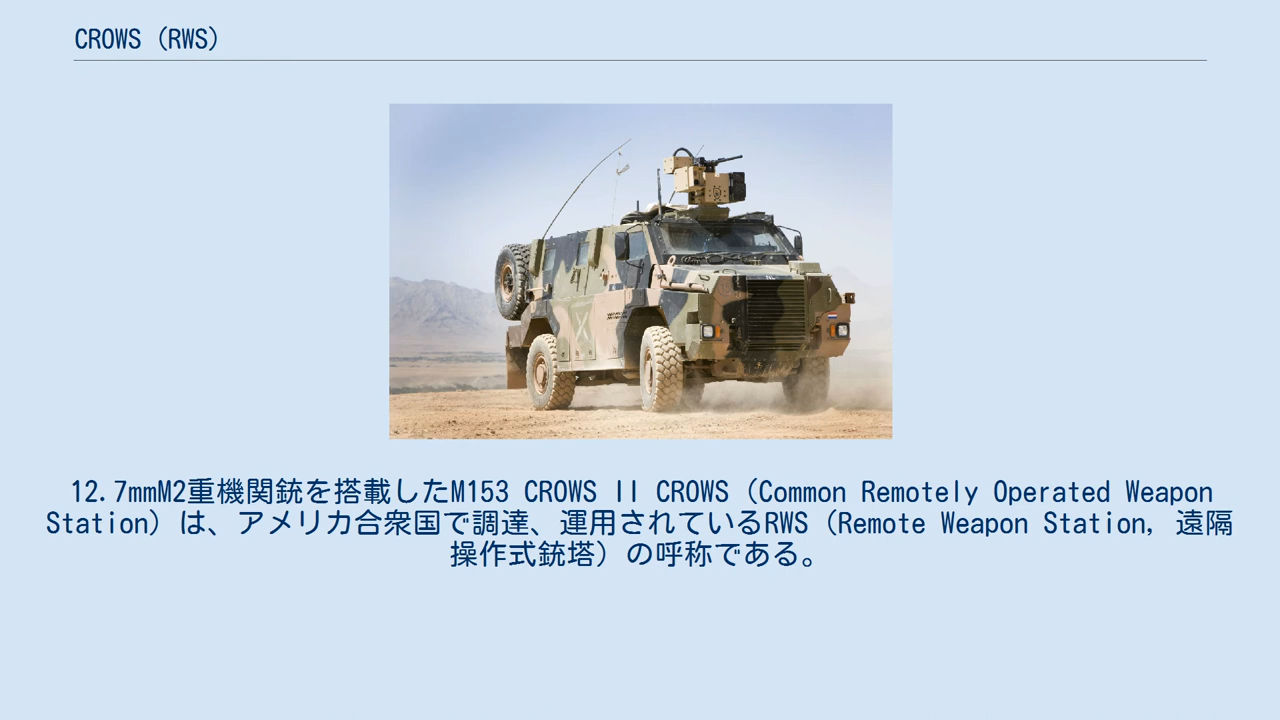 CROWS (RWS)
12.7mmM2重機関銃を搭載したM153 CROWS II CROWS (Common Remotely Operated Weapon
Station) は、アメリカ合衆国で調達、運用されているRWS (Remote Weapon Station, 遠隔
操作式銃塔) の呼称である。